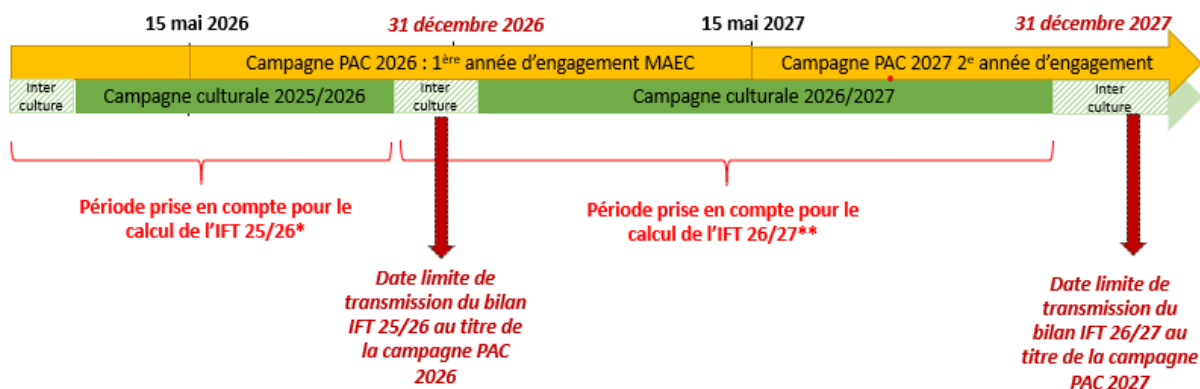 15 mai 2026
31 décembre 2026
15 mai 2027
31 décembre 2027
Campagne PAC 2026 : 1ère année d’engagement MAEC
Campagne PAC 2027 2e année d’engagement
Inter
culture
Campagne culturale 2025/2026
Inter
culture
Campagne culturale 2026/2027
Inter
culture
Période prise en compte pour le
calcul de l’IFT 25/26*
Période prise en compte pour le
calcul de l’IFT 26/27**
Date limite de
transmission du bilan
IFT 25/26 au titre de
la campagne PAC
2026
Date limite de
transmission du
bilan IFT 26/27 au
titre de la campagne
PAC 2027